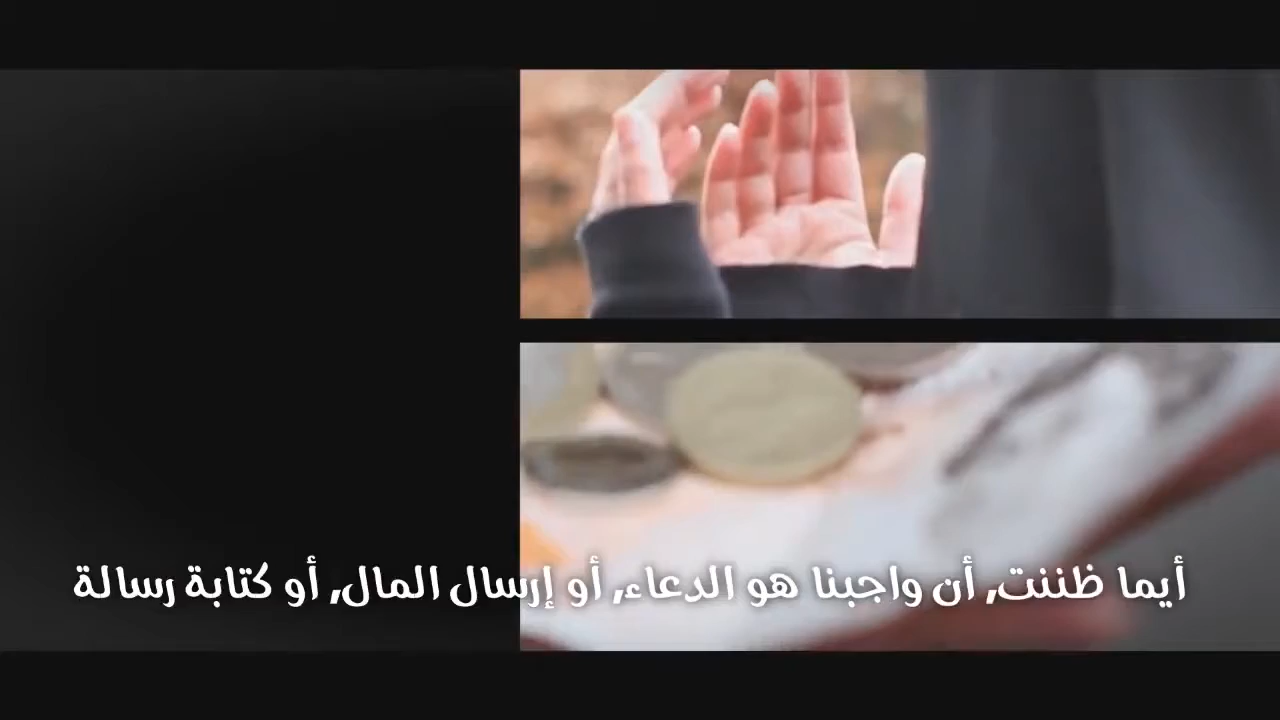 أيما ظننت, أن واجبنا هو الدعاء, أو إرسال المال, أو كتابة رسالة